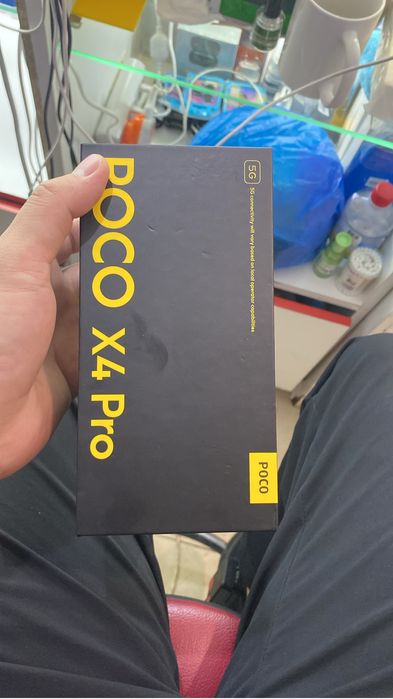 POCO X4 Pro
5G
5G connectivity will vary based on local operator capabilities
POCO